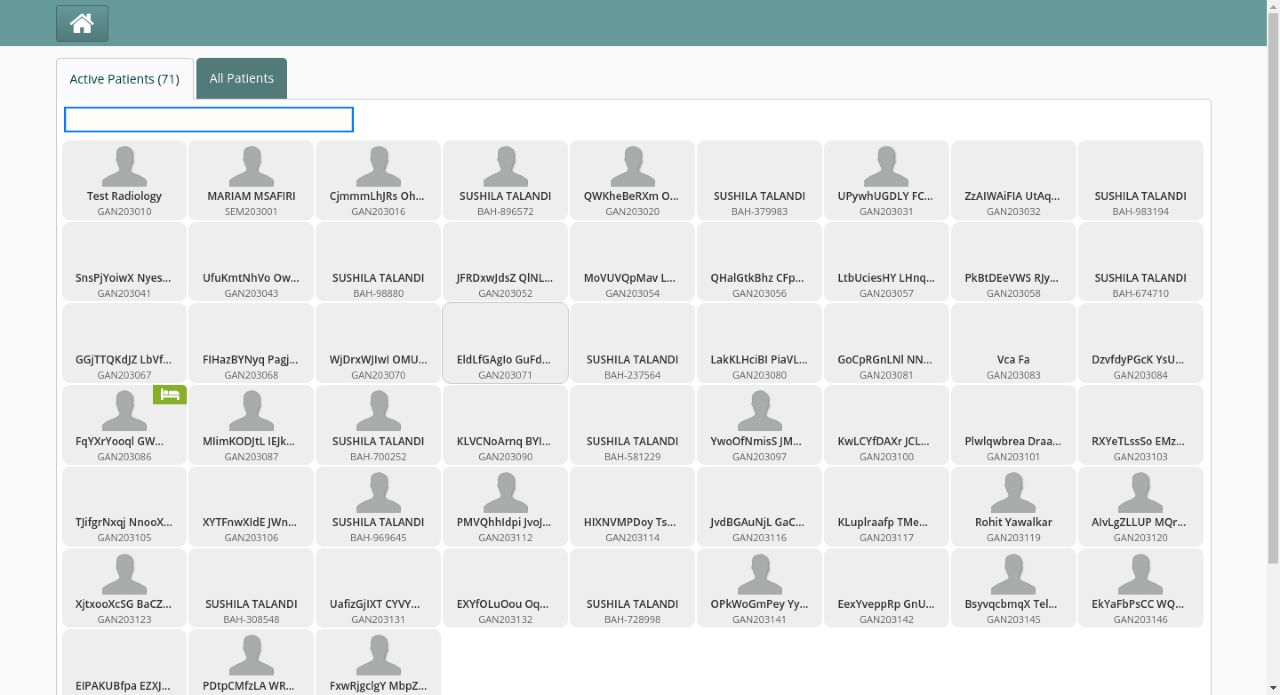 Active Patients (71)
All Patients
Test Radiology
GAN203010
MARIAM MSAFIRI
SEM203001
CjmmmLhJRs Oh...
GAN203016
SUSHILA TALANDI
BAH-896572
QWKheBeRXm O...
GAN203020
SUSHILA TALANDI
BAH-379983
UPywhUGDLY FC...
GAN203031
ZzAIWAiFIA UtAq...
GAN203032
SUSHILA TALANDI
BAH-983194
SnsPjYoiwX Nyes...
GAN203041
UfuKmtNhVo Ow...
GAN203043
SUSHILA TALANDI
BAH-98880
JFRDxwJdsZ QlNL...
GAN203052
MoVUVQpMav L...
GAN203054
QHalGtkBhz CFp...
GAN203056
LtbUciesHY LHnq...
GAN203057
PkBtDEeVWS RJy...
GAN203058
SUSHILA TALANDI
BAH-674710
GGjTTQKdJZ LbVf...
GAN203067
FIHazBYNyq Pagj...
GAN203068
WjDrxWJIwI OMU...
GAN203070
EldLfGAgIo GuFd...
GAN203071
SUSHILA TALANDI
BAH-237564
LakKLHciBI PiaVL...
GAN203080
GoCpRGnLNl NN...
GAN203081
Vca Fa
GAN203083
DzvfdyPGcK YsU...
GAN203084
FqYXrYooql GW...
GAN203086
MIimKODJtL IEJk...
GAN203087
SUSHILA TALANDI
BAH-700252
KLVCNoArnq BYI...
GAN203090
SUSHILA TALANDI
BAH-581229
YwoOfNmisS JM...
GAN203097
KwLCYfDAXr JCL...
GAN203100
Plwlqwbrea Draa...
GAN203101
RXYeTLssSo EMz...
GAN203103
TJifgrNxqj NnooX...
GAN203105
XYTFnwXIdE JWn...
GAN203106
SUSHILA TALANDI
BAH-969645
PMVQhhIdpi JvoJ...
GAN203112
HIXNVMPDoy Ts...
GAN203114
JvdBGAuNjL GaC...
GAN203116
KLuplraafp TMe...
GAN203117
Rohit Yawalkar
GAN203119
AIvLgZLLUP MQr...
GAN203120
XjtxooXcSG BaCZ...
GAN203123
SUSHILA TALANDI
BAH-308548
UafizGjIXT CYVY...
GAN203131
EXYfOLuOou Oq...
GAN203132
SUSHILA TALANDI
BAH-728998
OPkWoGmPey Yy...
GAN203141
EexYveppRp GnU...
GAN203142
BsyvqcbmqX Tel...
GAN203145
EkYaFbPsCC WQ...
GAN203146
EIPAKUBfpa EZXJ...
PDtpCMfzLA WR...
FxwRjgclgY MbpZ...